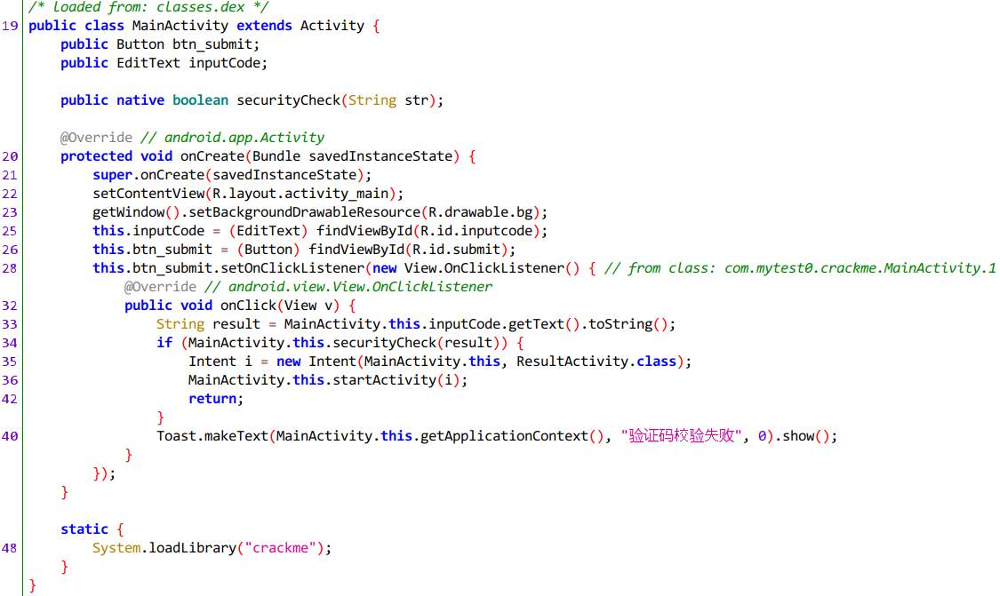 /* loaded from: classes.dex */
19 public class MainActivity extends Activity {
    public Button btn_submit;
    public EditText inputCode;

    public native boolean securityCheck(String str);

    @Override // android.app.Activity
20     protected void onCreate(Bundle savedInstanceState) {
21         super.onCreate(savedInstanceState);
22         setContentView(R.layout.activity_main);
23         getWindow().setBackgroundDrawableResource(R.drawable.bg);
25         this.inputCode = (EditText) findViewById(R.id.inputcode);
26         this.btn_submit = (Button) findViewById(R.id.submit);
28         this.btn_submit.setOnClickListener(new View.OnClickListener() { // from class: com.mytest0.crackme.MainActivity.1
            @Override // android.view.View.OnClickListener
32             public void onClick(View v) {
33                 String result = MainActivity.this.inputCode.getText().toString();
34                 if (MainActivity.this.securityCheck(result)) {
35                     Intent i = new Intent(MainActivity.this, ResultActivity.class);
36                     MainActivity.this.startActivity(i);
42                     return;
                }
40                 Toast.makeText(MainActivity.this.getApplicationContext(), "验证码校验失败", 0).show();
            }
        });
    }

    static {
48         System.loadLibrary("crackme");
    }
}